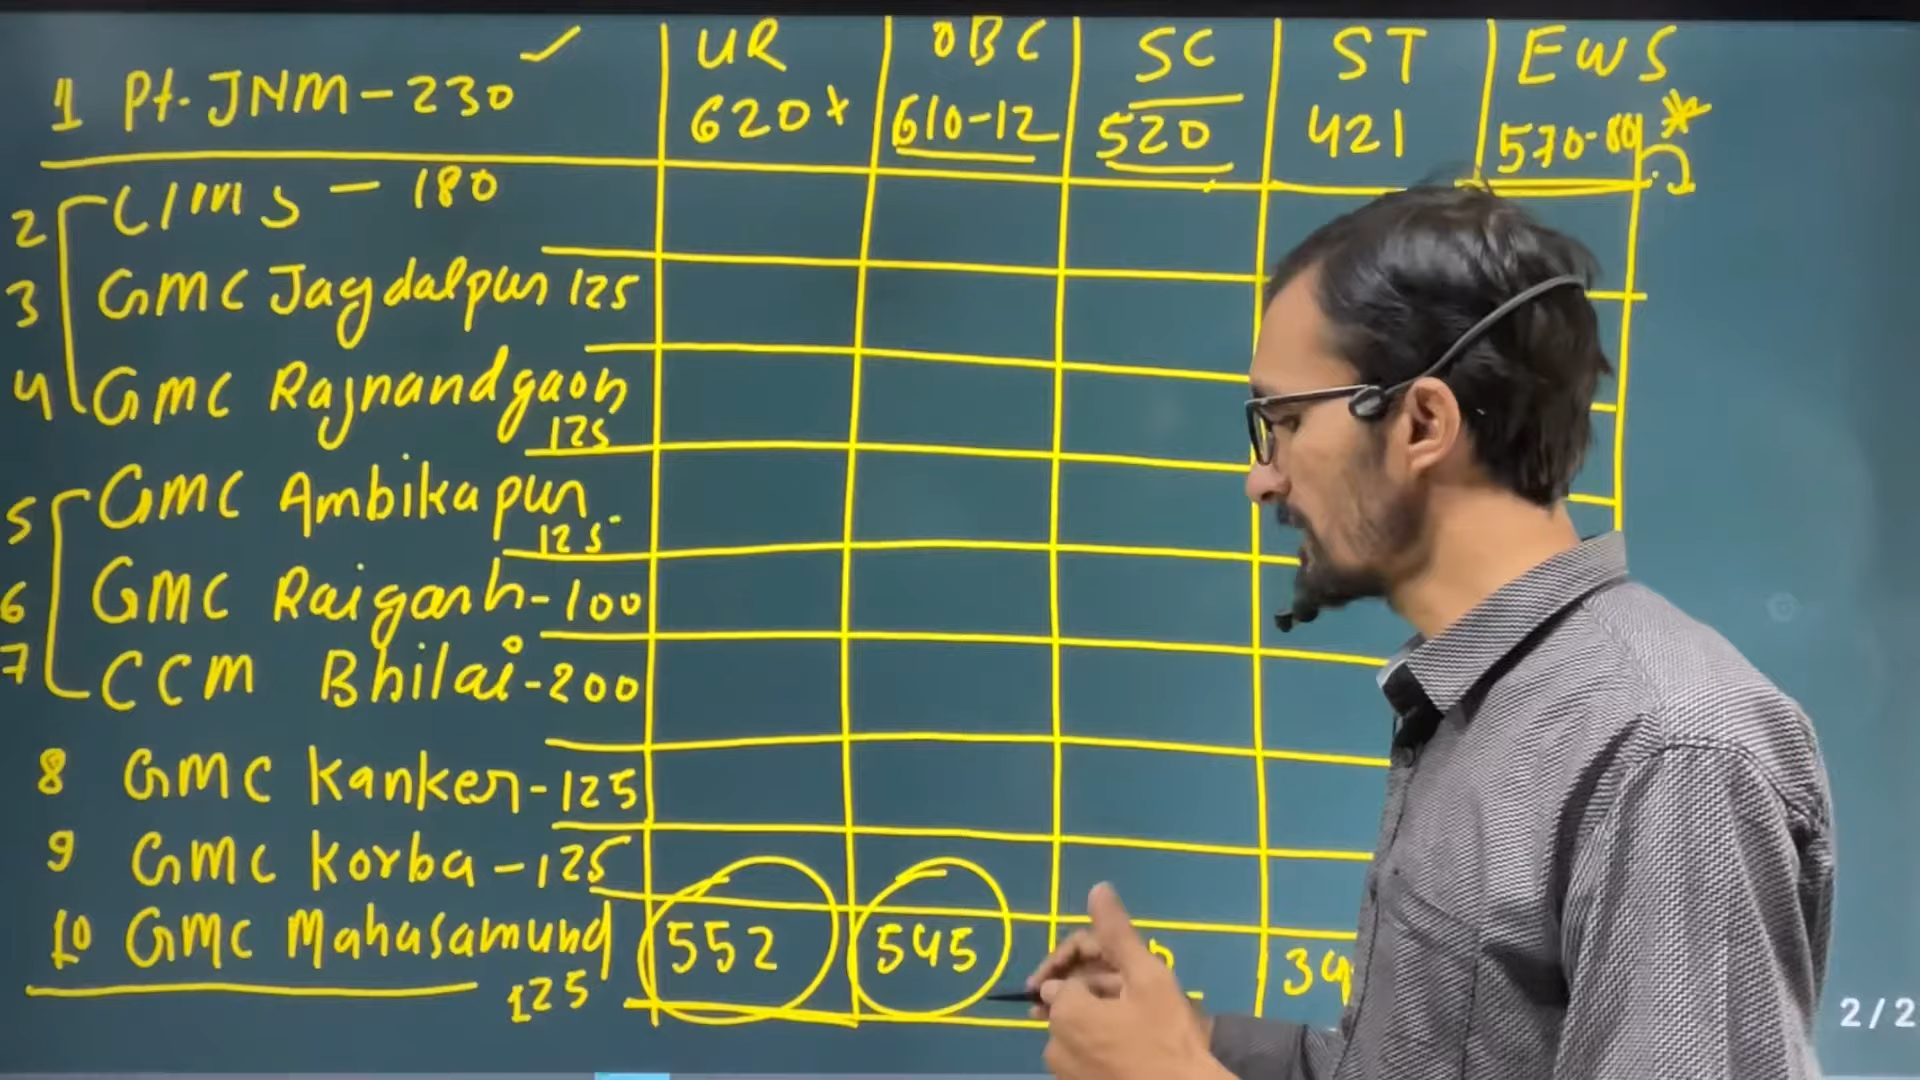 UR OBC SC ST EWS
1 Pt. JNM - 230 620+ 610-12 520 421 570-80
2 CIMS - 180
3 GMC Jagdalpur 125
4 GMC Rajnandgaon
125
5 GMC Ambikapur
125
6 GMC Raigarh - 100
7 CCM Bhilai - 200
8 GMC Kanker - 125
9 GMC Korba - 125
10 GMC Mahasamund 552 545
125
2/2